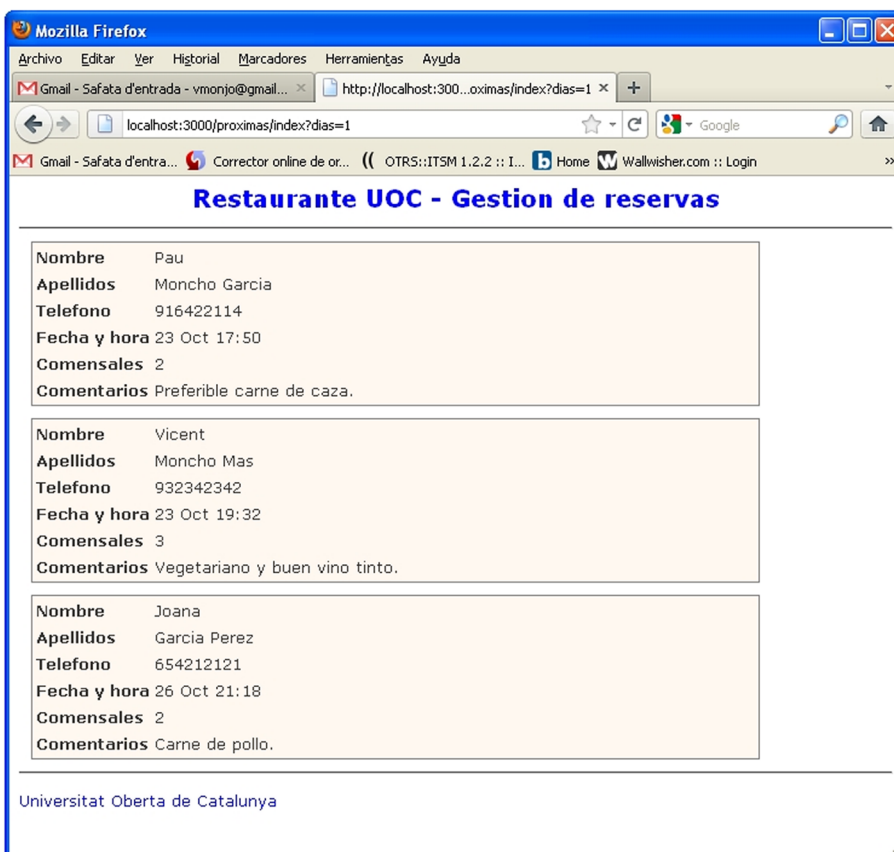 Mozilla Firefox
Archivo Editar Ver Historial Marcadores Herramientas Ayuda
Gmail - Safata d'entrada - vmonjo@gmail... × http://localhost:300...oximas/index?dias=1 × +
localhost:3000/proximas/index?dias=1 Google
Gmail - Safata d'entra... Corrector online de or... (( OTRS::ITSM 1.2.2 :: I... b Home W Wallwisher.com :: Login »
Restaurante UOC - Gestion de reservas
Nombre Pau
Apellidos Moncho Garcia
Telefono 916422114
Fecha y hora 23 Oct 17:50
Comensales 2
Comentarios Preferible carne de caza.
Nombre Vicent
Apellidos Moncho Mas
Telefono 932342342
Fecha y hora 23 Oct 19:32
Comensales 3
Comentarios Vegetariano y buen vino tinto.
Nombre Joana
Apellidos Garcia Perez
Telefono 654212121
Fecha y hora 26 Oct 21:18
Comensales 2
Comentarios Carne de pollo.
Universitat Oberta de Catalunya